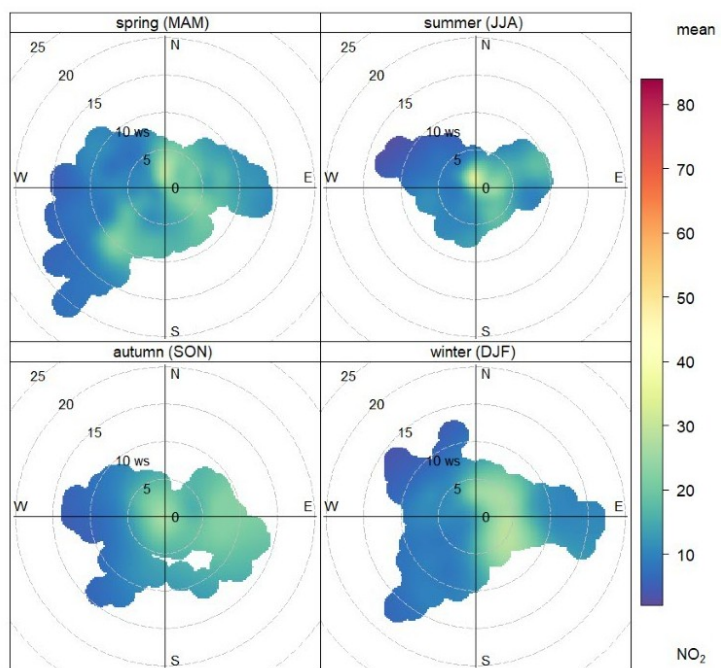 spring (MAM)
25
20
15
10 ws
5
0
N
W
E
S
summer (JJA)
25
20
15
10 ws
5
0
N
W
E
S
autumn (SON)
25
20
15
10 ws
5
0
N
W
E
S
winter (DJF)
25
20
15
10 ws
5
0
N
W
E
S
mean
80
70
60
50
40
30
20
10
NO₂